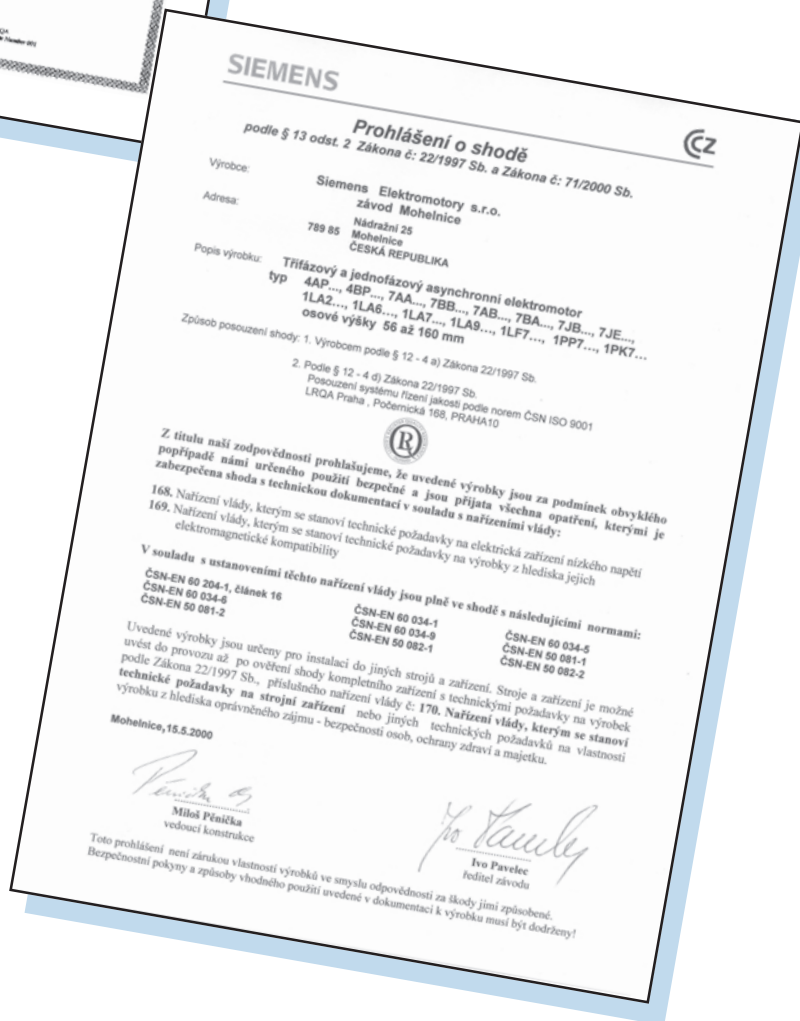 SIEMENS
CZ
Prohlášení o shodě
podle § 13 odst. 2 Zákona č: 22/1997 Sb. a Zákona č: 71/2000 Sb.
Výrobce:
Siemens Elektromotory s.r.o.
závod Mohelnice
Adresa:
Nádražní 25
789 85 Mohelnice
ČESKÁ REPUBLIKA
Popis výrobku: Třífázový a jednofázový asynchronní elektromotor
typ 4AP..., 4BP..., 7AA..., 7BB..., 7AB..., 7BA..., 7JB..., 7JE...,
1LA2…, 1LA6…, 1LA7…, 1LA9…, 1LF7…, 1PP7…, 1PK7…
osové výšky 56 až 160 mm
Způsob posouzení shody: 1. Výrobcem podle § 12 - 4 a) Zákona 22/1997 Sb.
2. Podle § 12 - 4 d) Zákona 22/1997 Sb.
Posouzení systému řízení jakosti podle norem ČSN ISO 9001
LRQA Praha , Počernická 168, PRAHA10
R
Z titulu naší zodpovědnosti prohlašujeme, že uvedené výrobky jsou za podmínek obvyklého
popřípadě námi určeného použití bezpečné a jsou přijata všechna opatření, kterými je
zabezpečena shoda s technickou dokumentací v souladu s nařízeními vlády:
168. Nařízení vlády, kterým se stanoví technické požadavky na elektrická zařízení nízkého napětí
169. Nařízení vlády, kterým se stanoví technické požadavky na výrobky z hlediska jejich
elektromagnetické kompatibility
V souladu s ustanoveními těchto nařízení vlády jsou plně ve shodě s následujícími normami:
ČSN-EN 60 204-1, článek 16 ČSN-EN 60 034-1 ČSN-EN 60 034-5
ČSN-EN 60 034-6 ČSN-EN 60 034-9 ČSN-EN 50 081-1
ČSN-EN 50 081-2 ČSN-EN 50 082-1 ČSN-EN 50 082-2
Uvedené výrobky jsou určeny pro instalaci do jiných strojů a zařízení. Stroje a zařízení je možné
uvést do provozu až po ověření shody kompletního zařízení s technickými požadavky na výrobek
podle Zákona 22/1997 Sb., příslušného nařízení vlády č: 170. Nařízení vlády, kterým se stanoví
technické požadavky na strojní zařízení nebo jiných technických požadavků na vlastnosti
výrobku z hlediska oprávněného zájmu - bezpečnosti osob, ochrany zdraví a majetku.
Mohelnice,15.5.2000
Miloš Pěnička
vedoucí konstrukce
Ivo Pavelec
ředitel závodu
Toto prohlášení není zárukou vlastností výrobků ve smyslu odpovědnosti za škody jimi způsobené.
Bezpečnostní pokyny a způsoby vhodného použití uvedené v dokumentaci k výrobku musí být dodrženy!